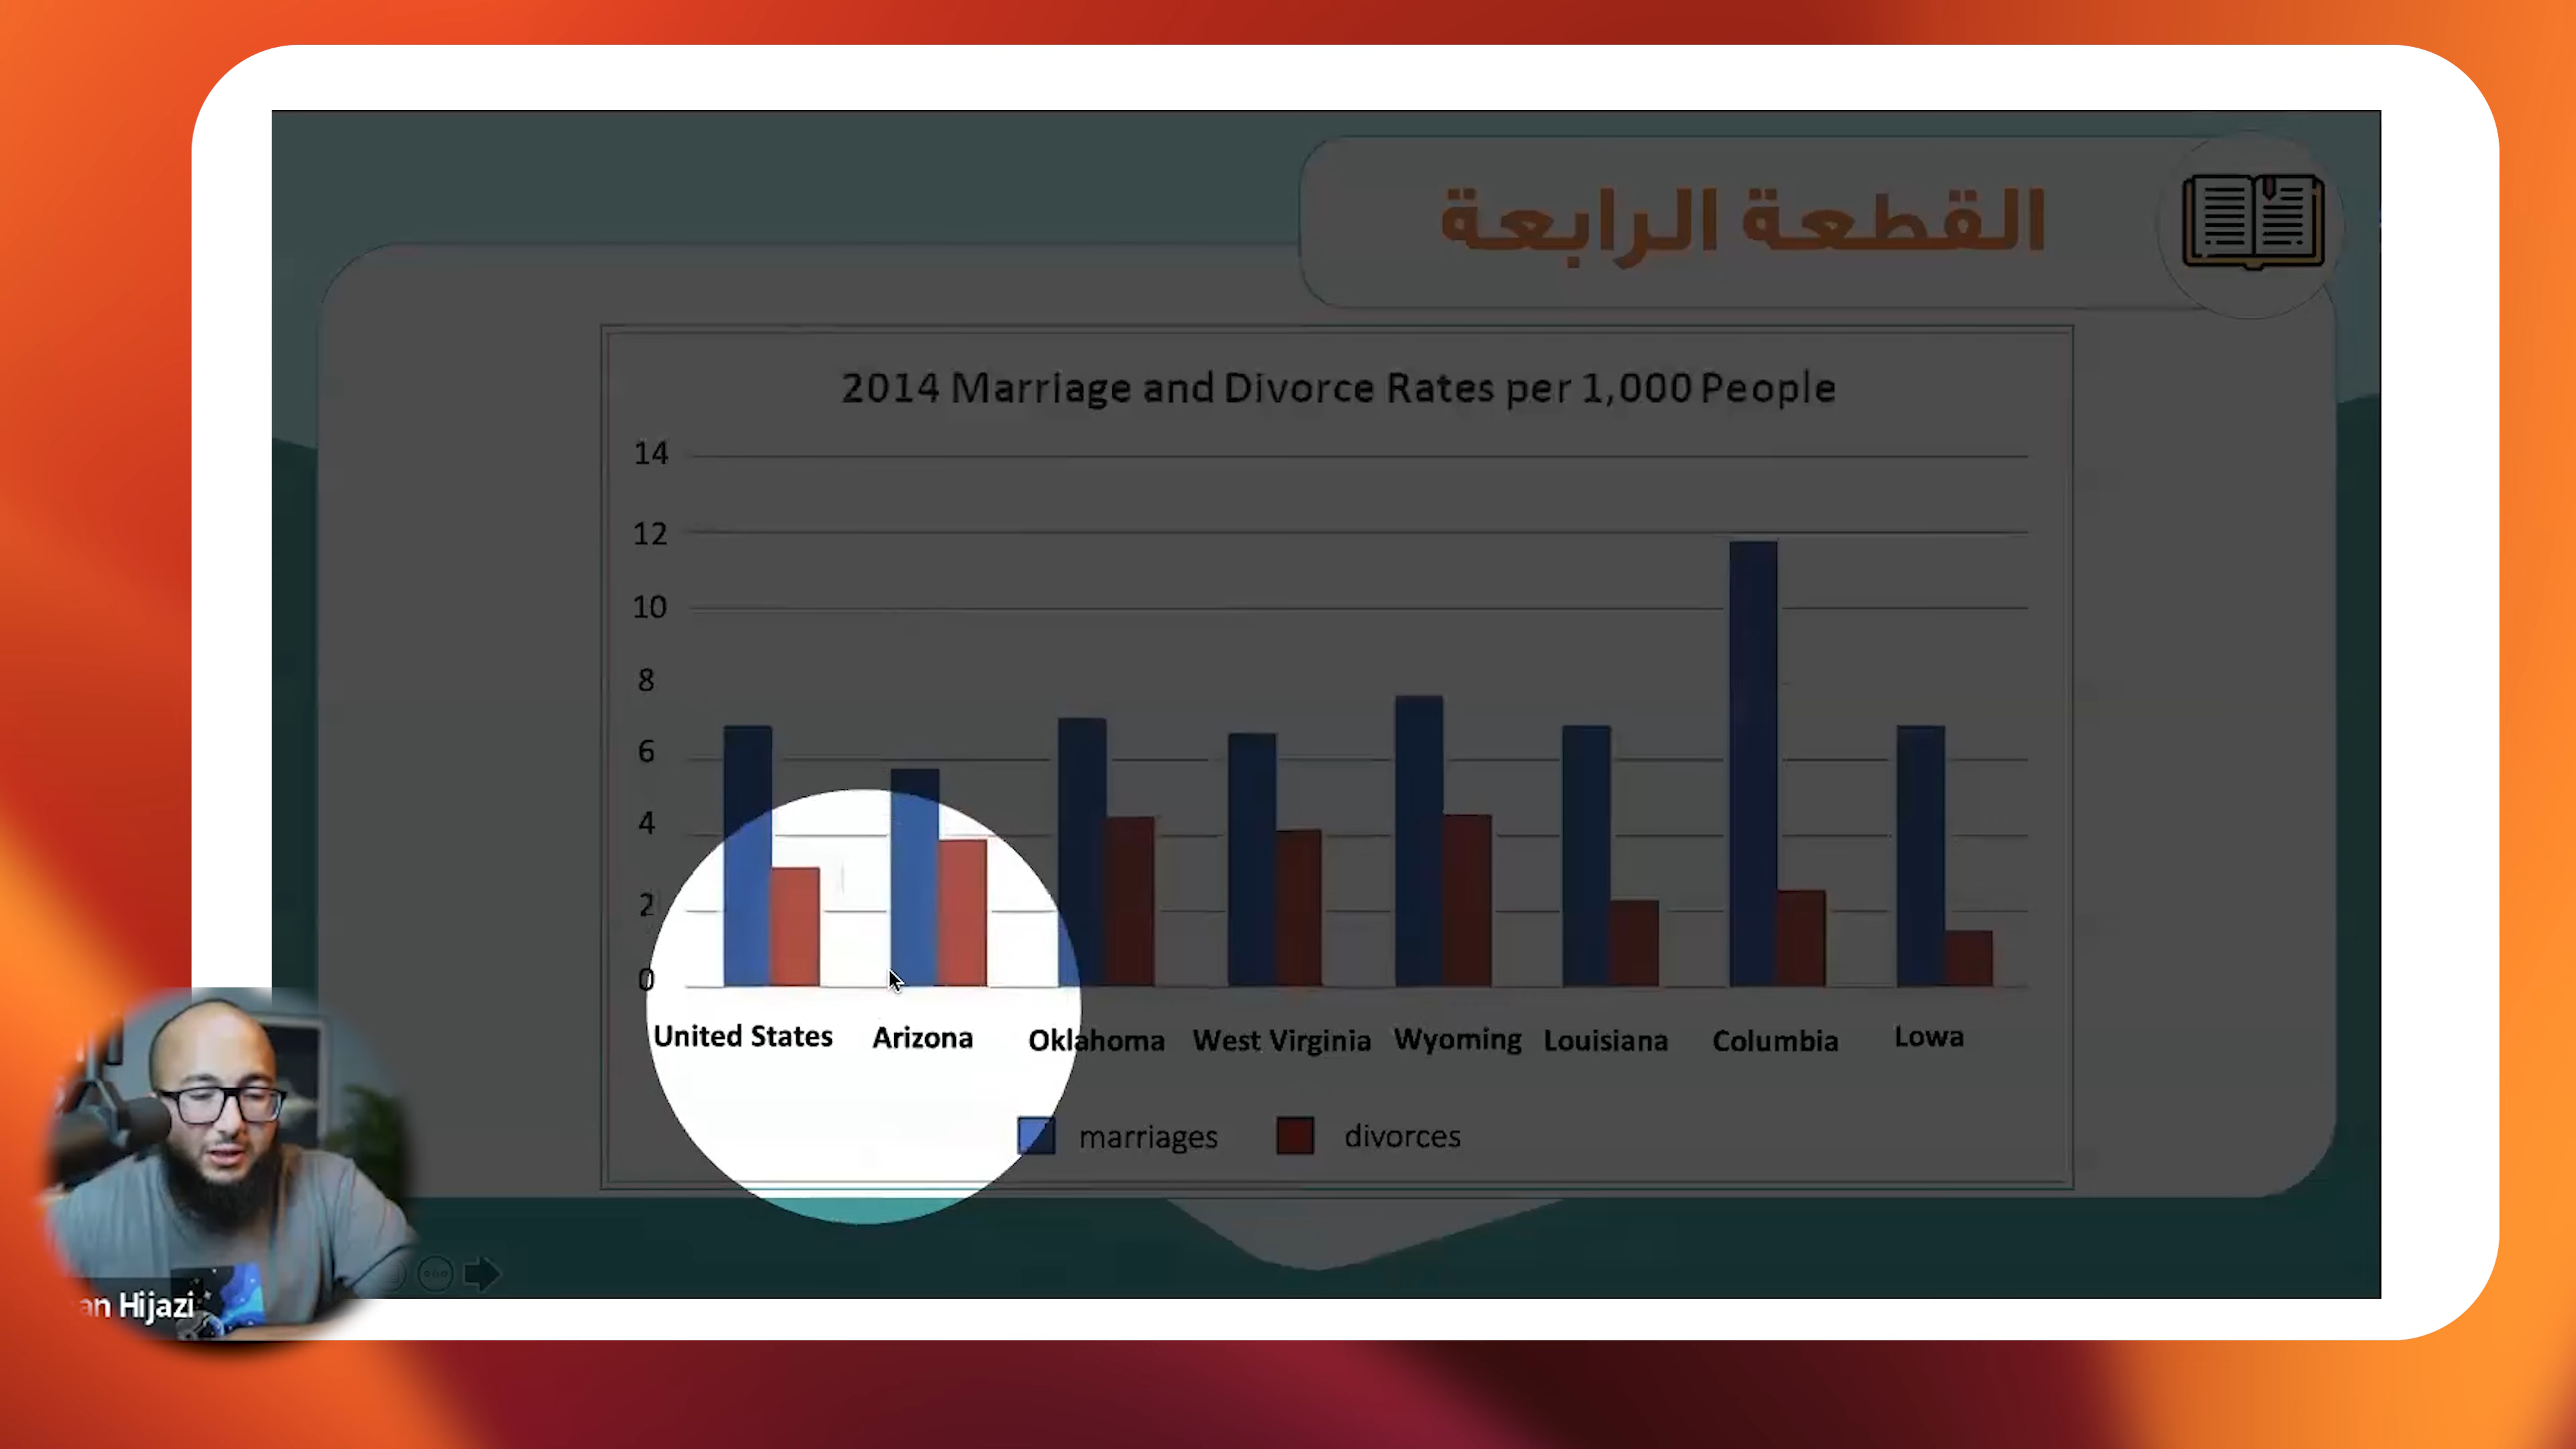 القطعة الرابعة
2014 Marriage and Divorce Rates per 1,000 People
14
12
10
8
6
4
2
0
United States Arizona Oklahoma West Virginia Wyoming Louisiana Columbia Lowa
marriages divorces
an Hijazi